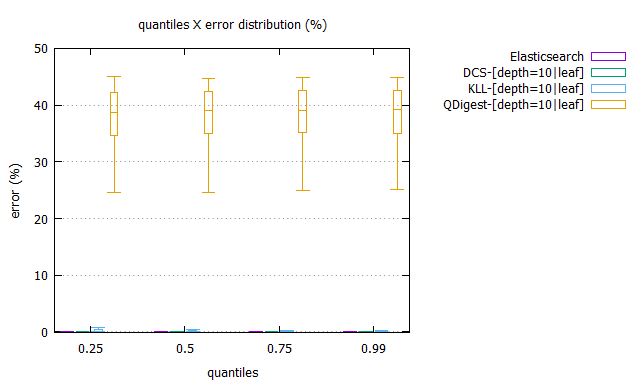 quantiles X error distribution (%)
50
40
30
20
10
0
error (%)
0.25
0.5
0.75
0.99
quantiles
Elasticsearch
DCS-[depth=10|leaf]
KLL-[depth=10|leaf]
QDigest-[depth=10|leaf]